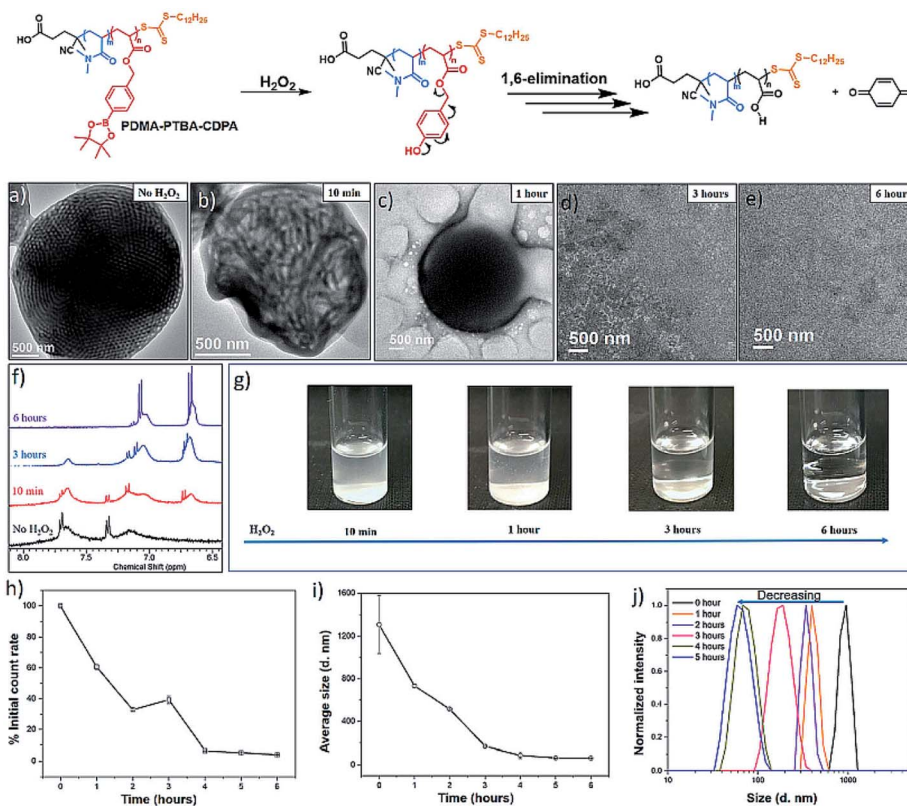 HO
O
CN
N
O
O
O
S
S
S
C₁₂H₂₅
O
B
O
PDMA-PTBA-CDPA
m
n
H₂O₂
HO
O
CN
N
O
O
O
S
S
S
C₁₂H₂₅
m
n
HO
1,6-elimination
HO
O
CN
N
O
O
O
H
S
S
S
C₁₂H₂₅
m
n
+
O
a)
No H₂O₂
500 nm
b)
10 min
500 nm
c)
1 hour
500 nm
d)
3 hours
500 nm
e)
6 hour
500 nm
f)
6 hours
3 hours
10 min
No H₂O₂
8.0 7.5 7.0 6.5
Chemical Shift (ppm)
g)
H₂O₂
10 min
1 hour
3 hours
6 hours
h)
% Initial count rate
100
80
60
40
20
0
0 1 2 3 4 5 6
Time (hours)
i)
Average size (d. nm)
1600
1200
800
400
0
0 1 2 3 4 5 6
Time (hours)
j)
Decreasing
0 hour
1 hour
2 hours
3 hours
4 hours
5 hours
Normalized intensity
1.0
0.8
0.6
0.4
0.2
0.0
10 100 1000
Size (d. nm)